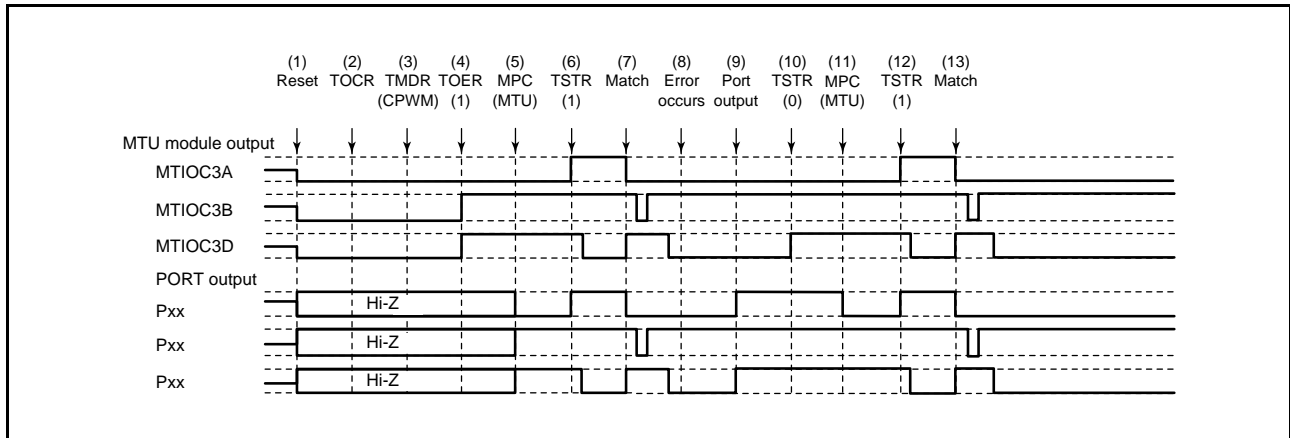 (1) (2) (3) (4) (5) (6) (7) (8) (9) (10) (11) (12) (13)
Reset TOCR TMDR TOER MPC TSTR Match Error Port TSTR MPC TSTR Match
(CPWM) (1) (MTU) (1) occurs output (0) (MTU) (1)
MTU module output
MTIOC3A
MTIOC3B
MTIOC3D
PORT output
Pxx Hi-Z
Pxx Hi-Z
Pxx Hi-Z